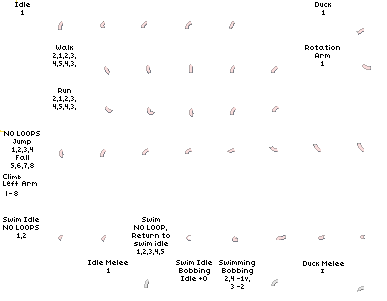 Idle
1
Duck
1
Walk
2,1,2,3,
4,5,4,3,
Rotation
Arm
1
Run
2,1,2,3,
4,5,4,3,
NO LOOPS
Jump
1,2,3,4
Fall
5,6,7,8
Climb
Left Arm
1-8
Swim Idle
NO LOOPS
1,2
Swim
NO LOOP,
Return to
swim idle
1,2,3,4,5
Idle Melee
1
Swim Idle
Bobbing
Idle +0
Swimming
Bobbing
2,4 -1v,
3 -2
Duck Melee
1